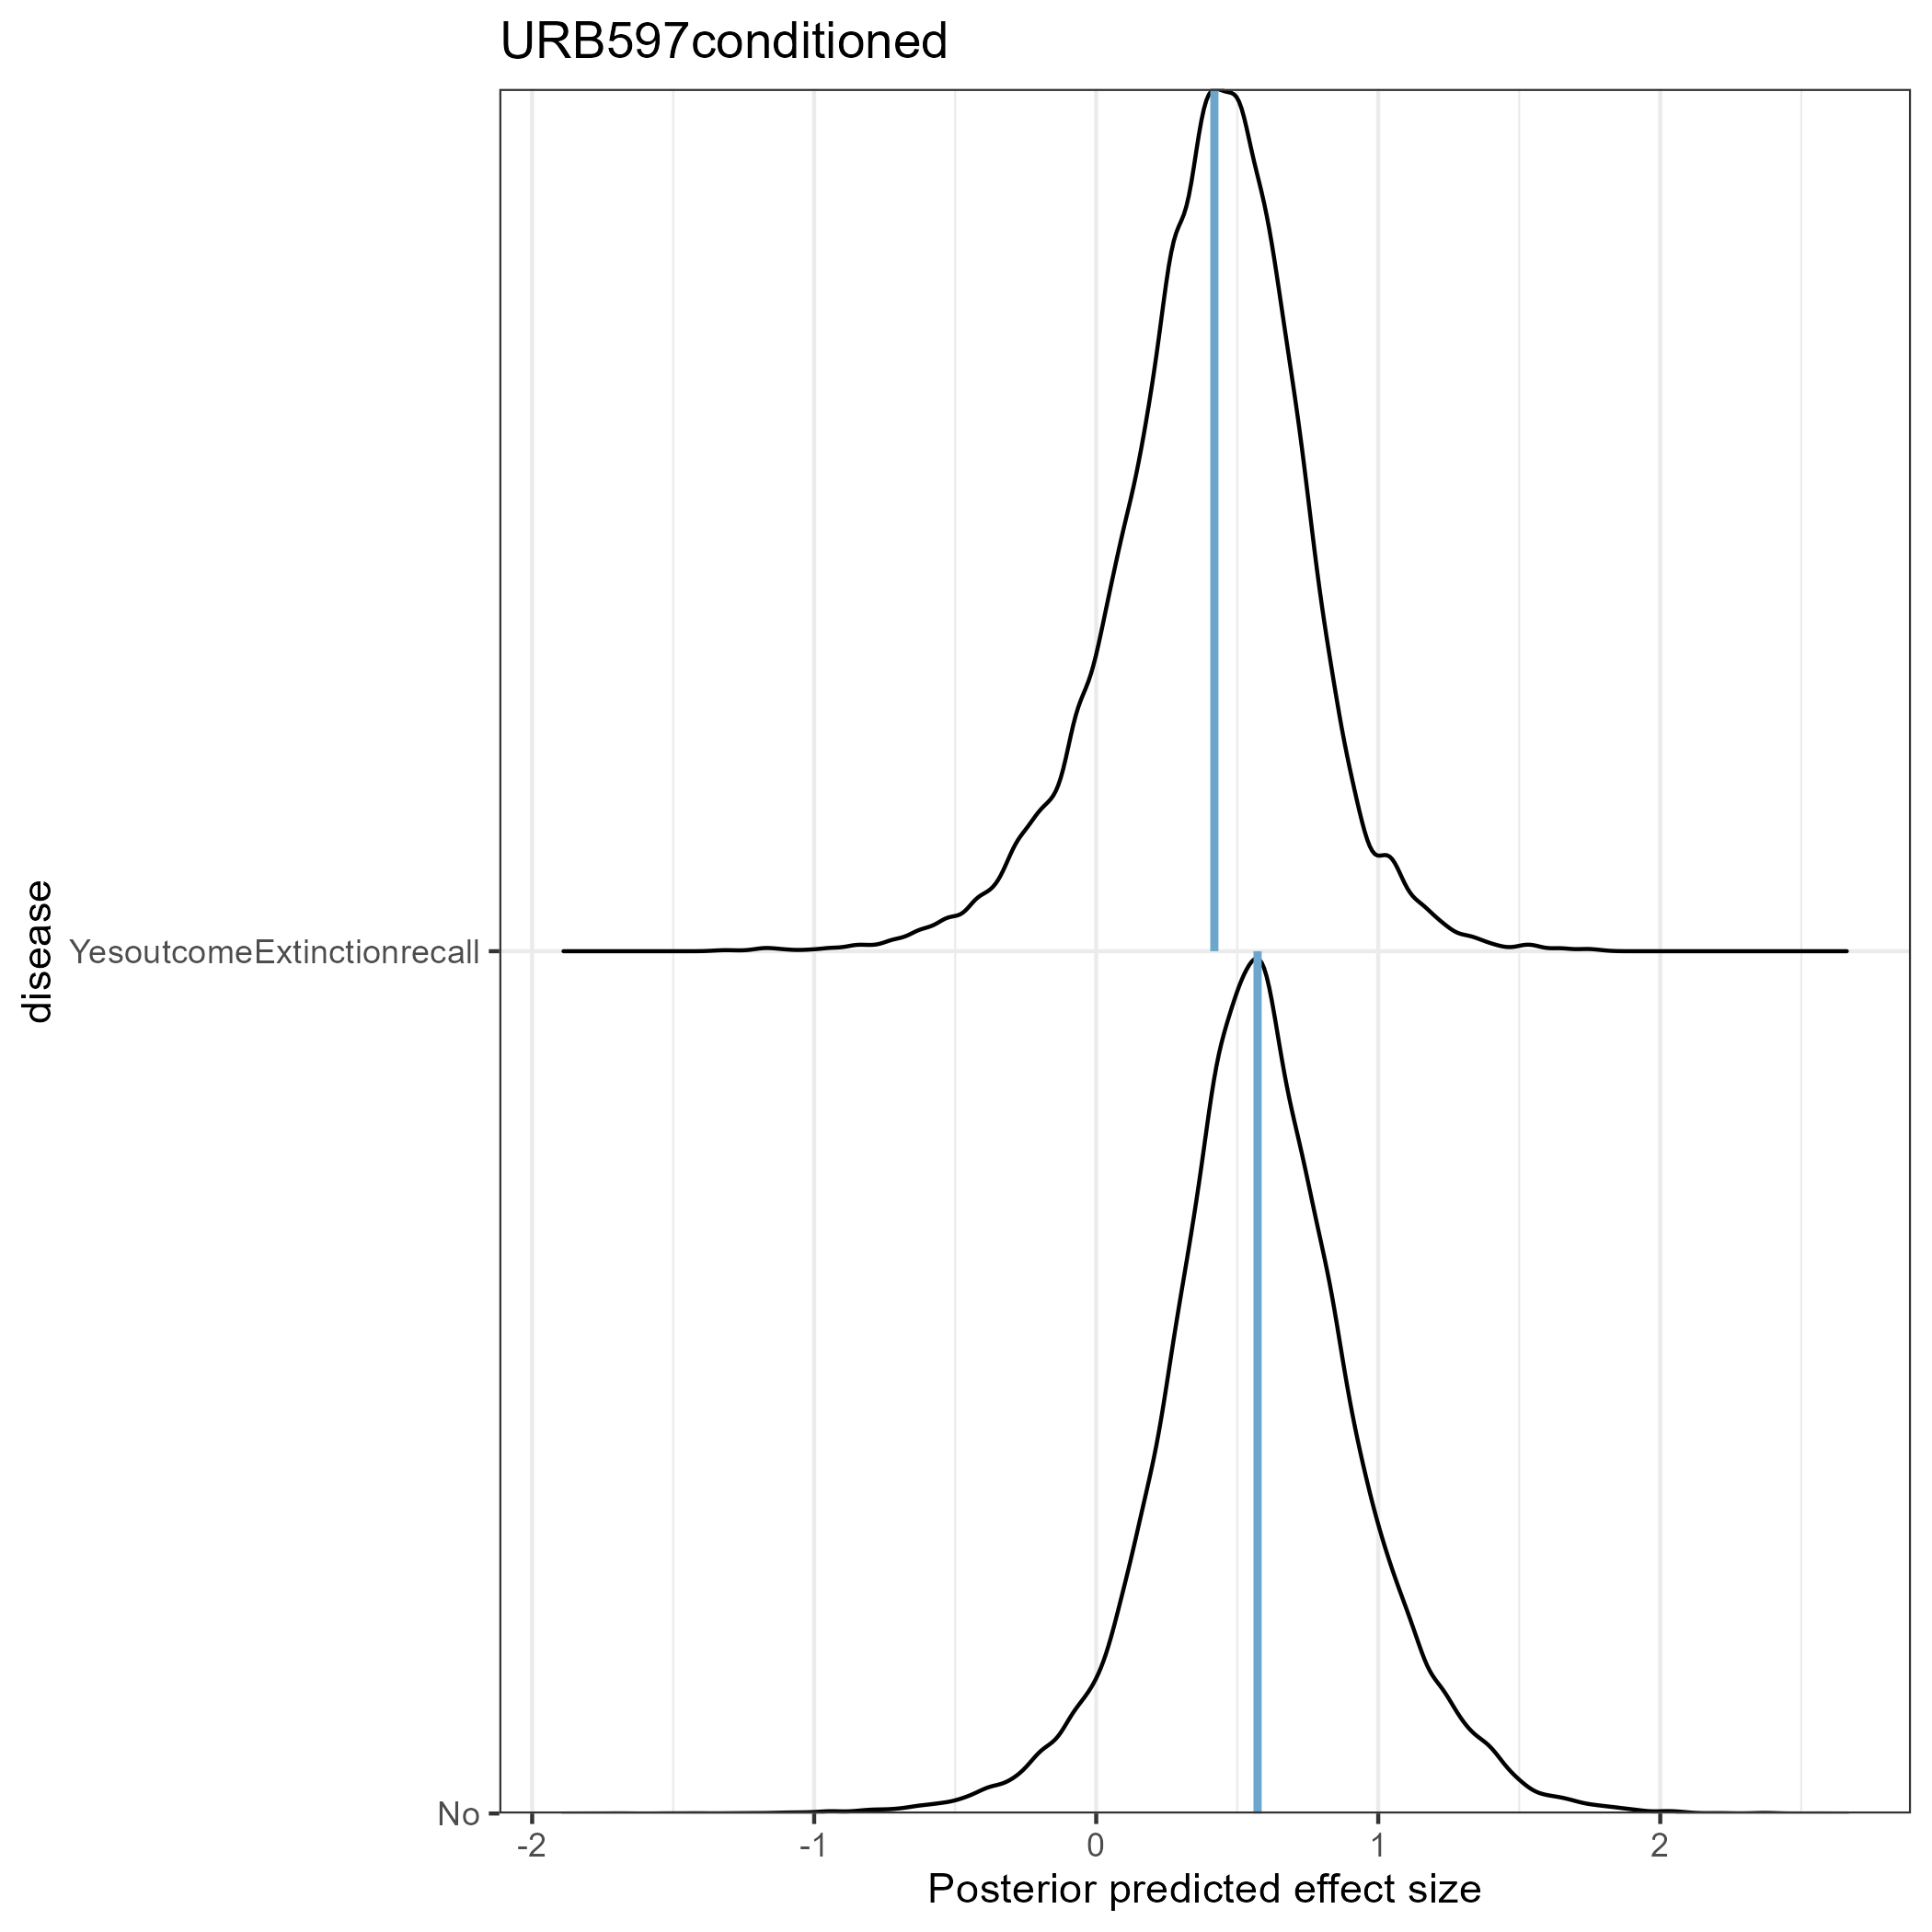 URB597conditioned
disease
YesoutcomeExtinctionrecall
No
-2 -1 0 1 2
Posterior predicted effect size